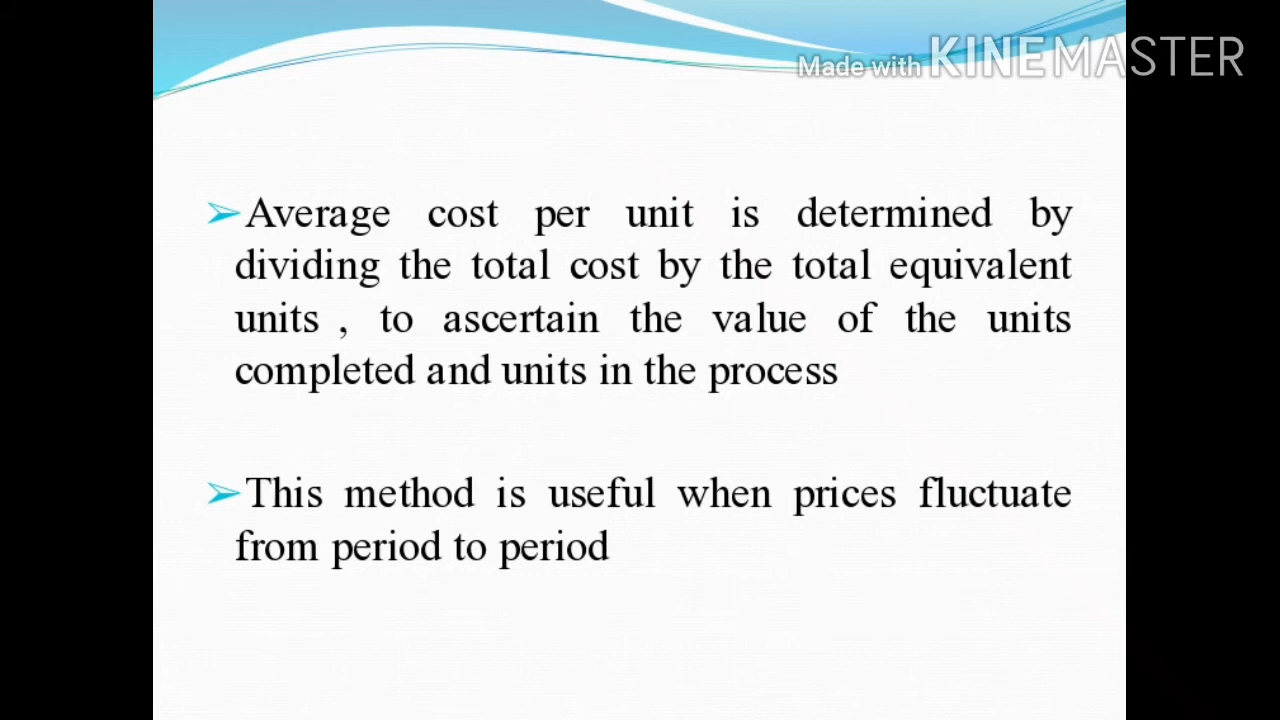 Made with KINEMASTER
➢Average cost per unit is determined by
dividing the total cost by the total equivalent
units , to ascertain the value of the units
completed and units in the process
➢This method is useful when prices fluctuate
from period to period